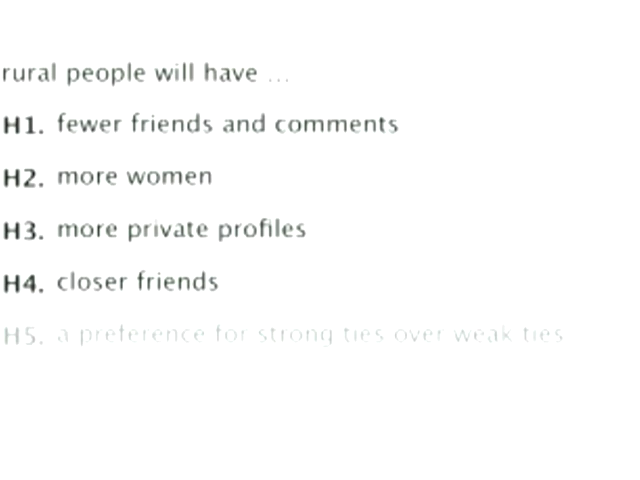 rural people will have ...
H1. fewer friends and comments
H2. more women
H3. more private profiles
H4. closer friends
H5. a preference for strong ties over weak ties